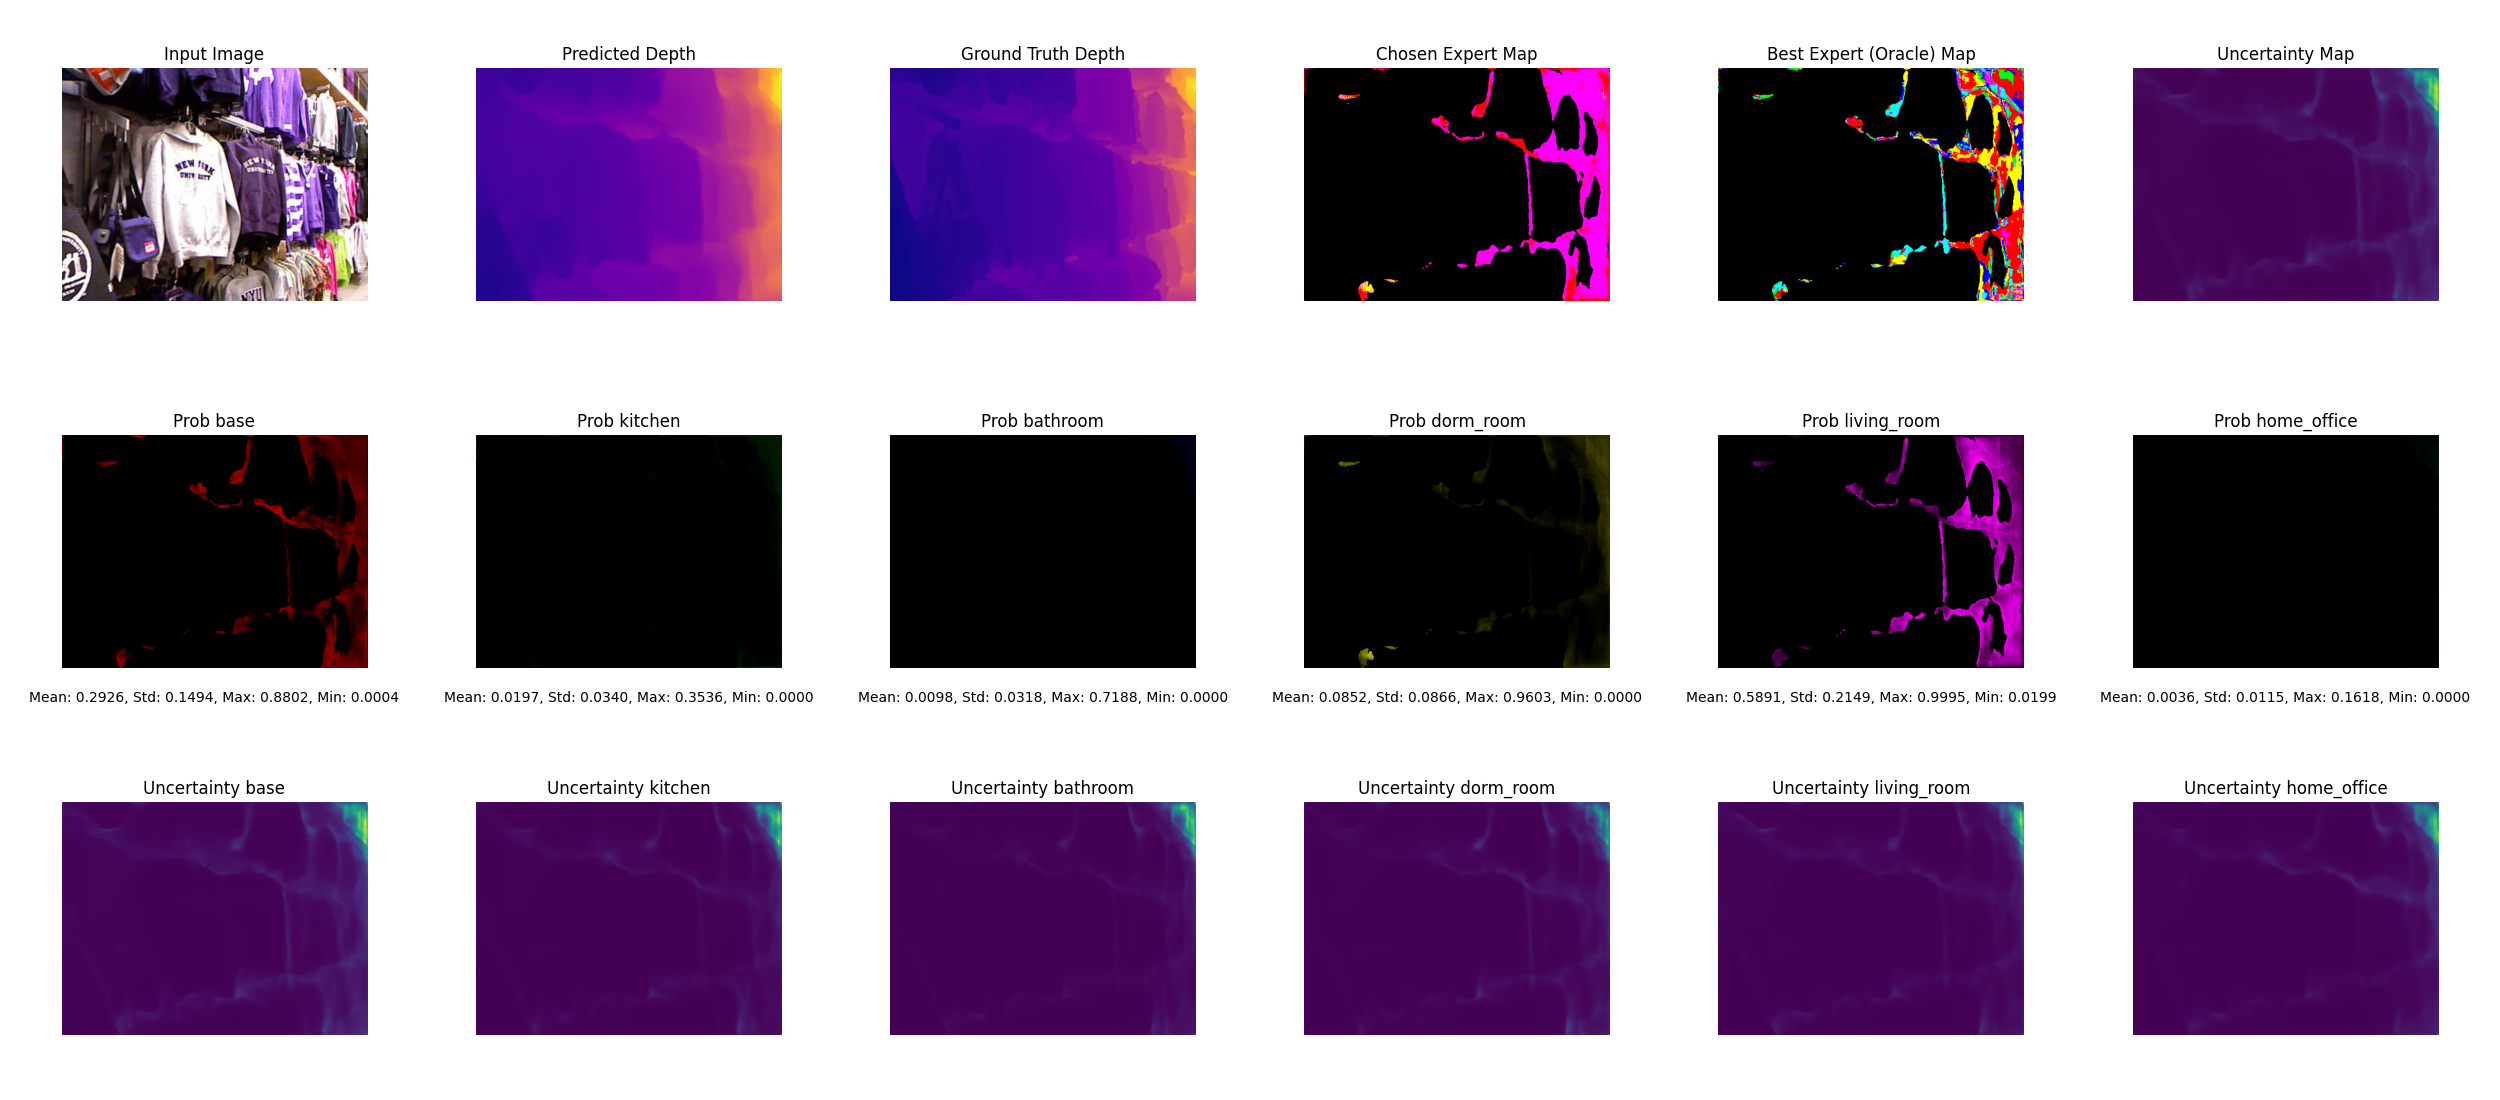 Input Image
Predicted Depth
Ground Truth Depth
Chosen Expert Map
Best Expert (Oracle) Map
Uncertainty Map
NEW YORK
NEW YORK
NYU
Prob base
Prob kitchen
Prob bathroom
Prob dorm_room
Prob living_room
Prob home_office
Mean: 0.2926, Std: 0.1494, Max: 0.8802, Min: 0.0004
Mean: 0.0197, Std: 0.0340, Max: 0.3536, Min: 0.0000
Mean: 0.0098, Std: 0.0318, Max: 0.7188, Min: 0.0000
Mean: 0.0852, Std: 0.0866, Max: 0.9603, Min: 0.0000
Mean: 0.5891, Std: 0.2149, Max: 0.9995, Min: 0.0199
Mean: 0.0036, Std: 0.0115, Max: 0.1618, Min: 0.0000
Uncertainty base
Uncertainty kitchen
Uncertainty bathroom
Uncertainty dorm_room
Uncertainty living_room
Uncertainty home_office